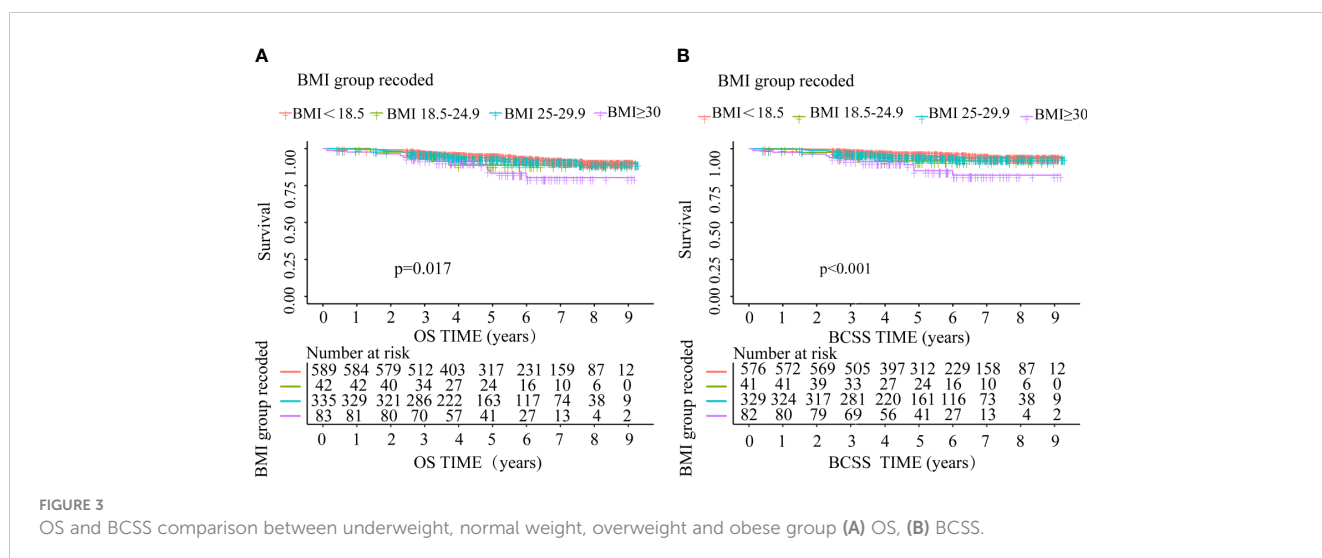 A
BMI group recoded
BMI<18.5 BMI 18.5-24.9 BMI 25-29.9 BMI≥30
Survival
0.00 0.25 0.50 0.75 1.00
p=0.017
0 1 2 3 4 5 6 7 8 9
OS TIME (years)
BMI group recoded
Number at risk
589 584 579 512 403 317 231 159 87 12
42 42 40 34 27 24 16 10 6 0
335 329 321 286 222 163 117 74 38 9
83 81 80 70 57 41 27 13 4 2
0 1 2 3 4 5 6 7 8 9
OS TIME (years)
B
BMI group recoded
BMI<18.5 BMI 18.5-24.9 BMI 25-29.9 BMI≥30
Survival
0.00 0.25 0.50 0.75 1.00
p<0.001
0 1 2 3 4 5 6 7 8 9
BCSS TIME (years)
BMI group recoded
Number at risk
576 572 569 505 397 312 229 158 87 12
41 41 39 33 27 24 16 10 6 0
329 324 317 281 220 161 116 73 38 9
82 80 79 69 56 41 27 13 4 2
0 1 2 3 4 5 6 7 8 9
BCSS TIME (years)
FIGURE 3
OS and BCSS comparison between underweight, normal weight, overweight and obese group (A) OS, (B) BCSS.